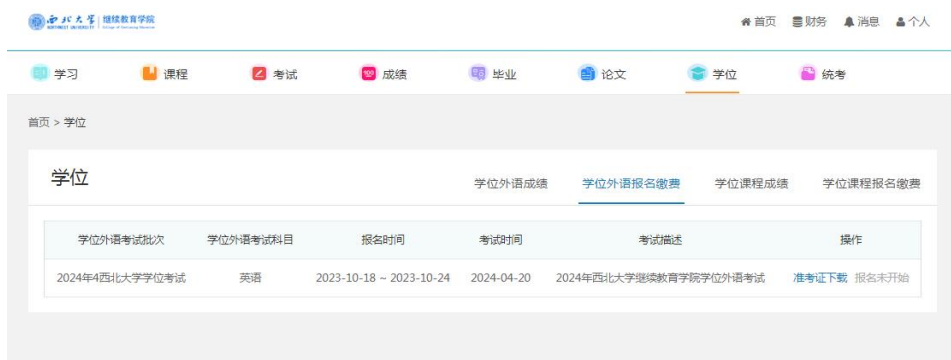 西北大学 继续教育学院
NORTHWEST UNIVERSITY
首页 财务 消息 个人
学习 课程 考试 成绩 毕业 论文 学位 统考
首页 > 学位
学位
学位外语成绩 学位外语报名缴费 学位课程成绩 学位课程报名缴费
学位外语考试批次 学位外语考试科目 报名时间 考试时间 考试描述 操作
2024年4西北大学学位考试 英语 2023-10-18 ~ 2023-10-24 2024-04-20 2024年西北大学继续教育学院学位外语考试 准考证下载 报名未开始